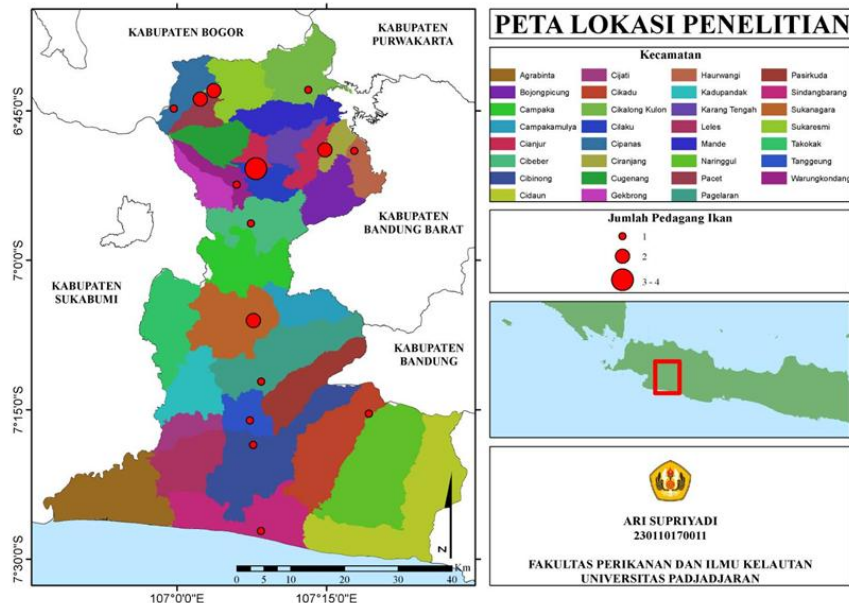 PETA LOKASI PENELITIAN
KABUPATEN BOGOR
KABUPATEN
PURWAKARTA
KABUPATEN
BANDUNG BARAT
KABUPATEN
SUKABUMI
KABUPATEN
BANDUNG
6°45'0"S
7°0'0"S
7°15'0"S
7°30'0"S
107°0'0"E
107°15'0"E
N
Km
0 5 10 20 30 40
Kecamatan
Agrabinta
Bojongpicung
Campaka
Campakamulya
Cianjur
Cibeber
Cibinong
Cidaun
Cijati
Cikadu
Cikalong Kulon
Cilaku
Cipanas
Ciranjang
Cugenang
Gekbrong
Haurwangi
Kadupandak
Karang Tengah
Leles
Mande
Naringgul
Pacet
Pagelaran
Pasirkuda
Sindangbarang
Sukanagara
Sukaresmi
Takokak
Tanggeung
Warungkondang
Jumlah Pedagang Ikan
1
2
3 - 4
ARI SUPRIYADI
230110170011
FAKULTAS PERIKANAN DAN ILMU KELAUTAN
UNIVERSITAS PADJADJARAN